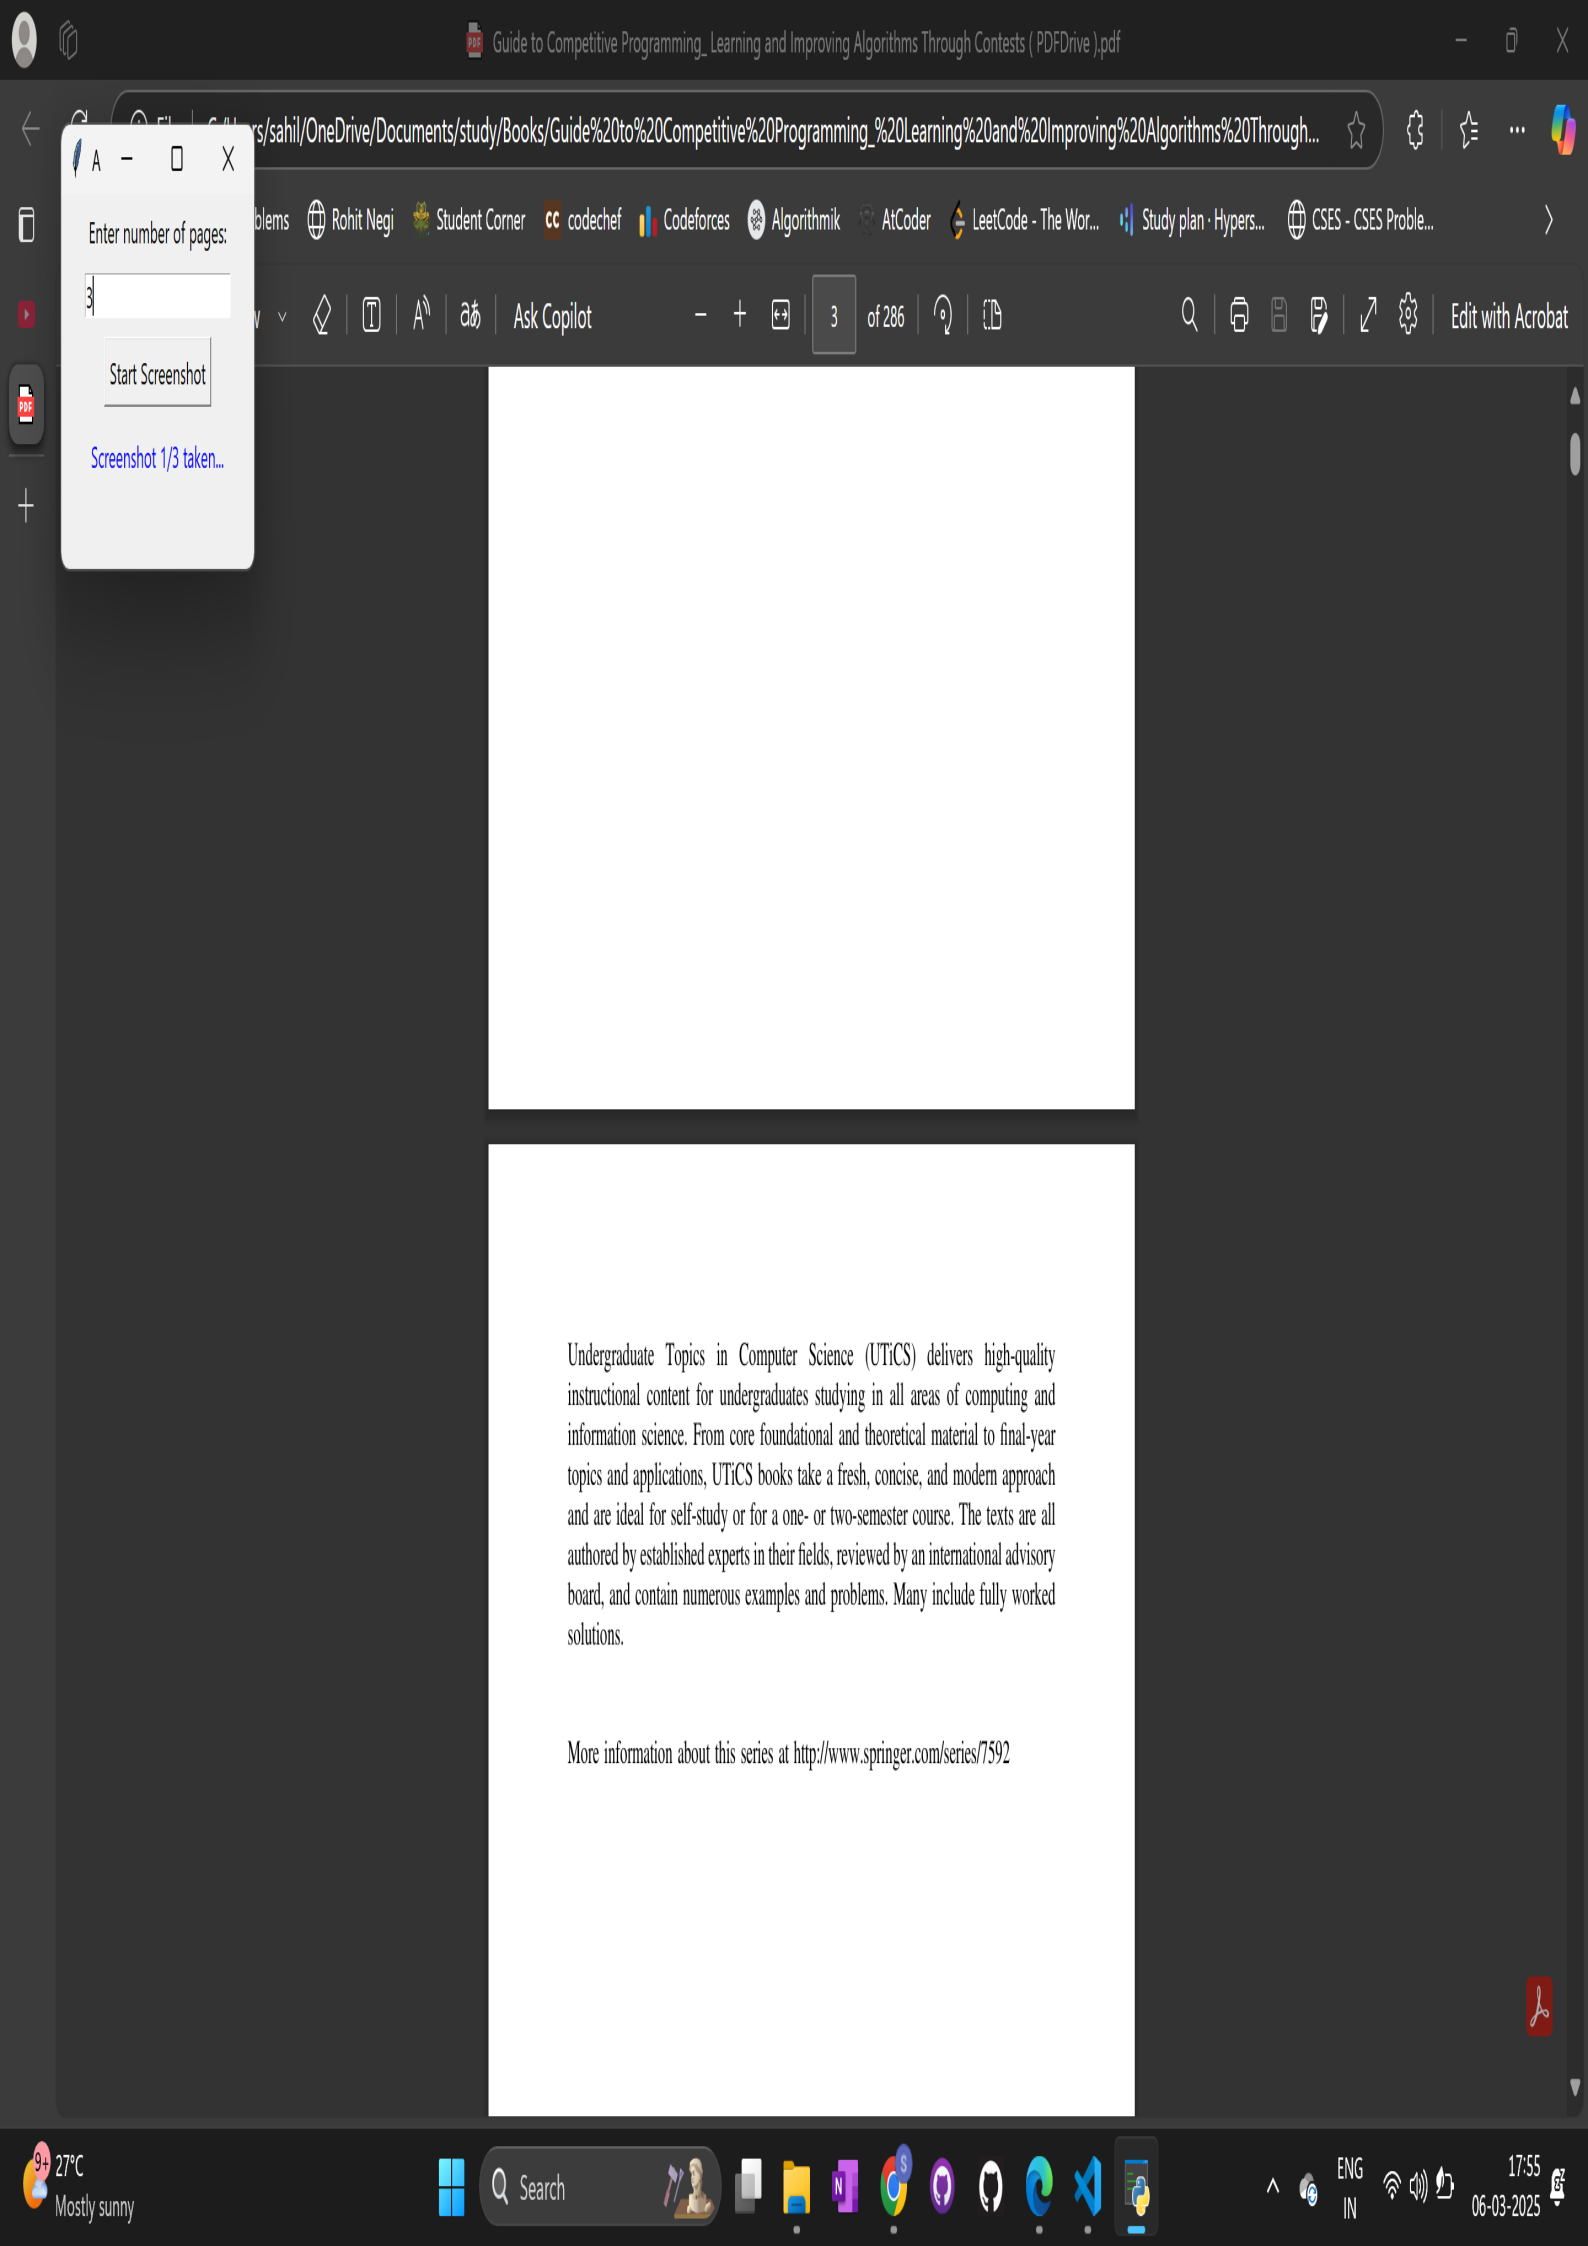 Guide to Competitive Programming_ Learning and Improving Algorithms Through Contests ( PDFDrive ).pdf
rs/sahil/OneDrive/Documents/study/Books/Guide%20to%20Competitive%20Programming_%20Learning%20and%20Improving%20Algorithms%20Through...
A
blems
Rohit Negi
Student Corner
cc codechef
Codeforces
Algorithmik
AtCoder
LeetCode - The Wor...
Study plan · Hypers...
CSES - CSES Proble...
Enter number of pages:
3
Start Screenshot
Screenshot 1/3 taken...
Ask Copilot
3
of 286
Edit with Acrobat
Undergraduate Topics in Computer Science (UTiCS) delivers high-quality
instructional content for undergraduates studying in all areas of computing and
information science. From core foundational and theoretical material to final-year
topics and applications, UTiCS books take a fresh, concise, and modern approach
and are ideal for self-study or for a one- or two-semester course. The texts are all
authored by established experts in their fields, reviewed by an international advisory
board, and contain numerous examples and problems. Many include fully worked
solutions.
More information about this series at http://www.springer.com/series/7592
9+
27°C
Mostly sunny
Search
ENG
IN
17:55
06-03-2025